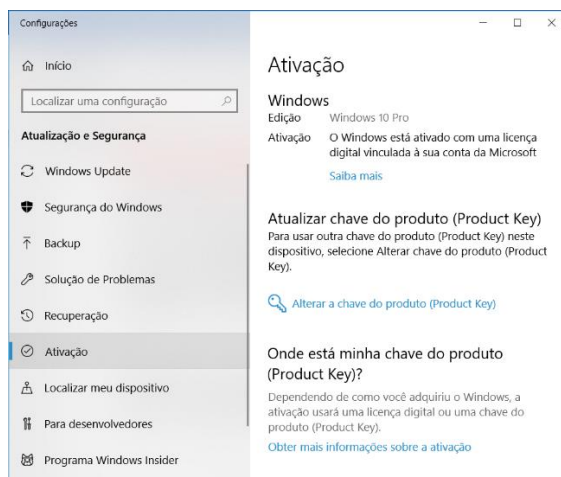 Configurações
Início
Localizar uma configuração
Atualização e Segurança
Windows Update
Segurança do Windows
Backup
Solução de Problemas
Recuperação
Ativação
Localizar meu dispositivo
Para desenvolvedores
Programa Windows Insider
Ativação
Windows
Edição Windows 10 Pro
Ativação O Windows está ativado com uma licença
digital vinculada à sua conta da Microsoft
Saiba mais
Atualizar chave do produto (Product Key)
Para usar outra chave do produto (Product Key) neste
dispositivo, selecione Alterar chave do produto (Product
Key).
Alterar a chave do produto (Product Key)
Onde está minha chave do produto
(Product Key)?
Dependendo de como você adquiriu o Windows, a
ativação usará uma licença digital ou uma chave do
produto (Product Key).
Obter mais informações sobre a ativação